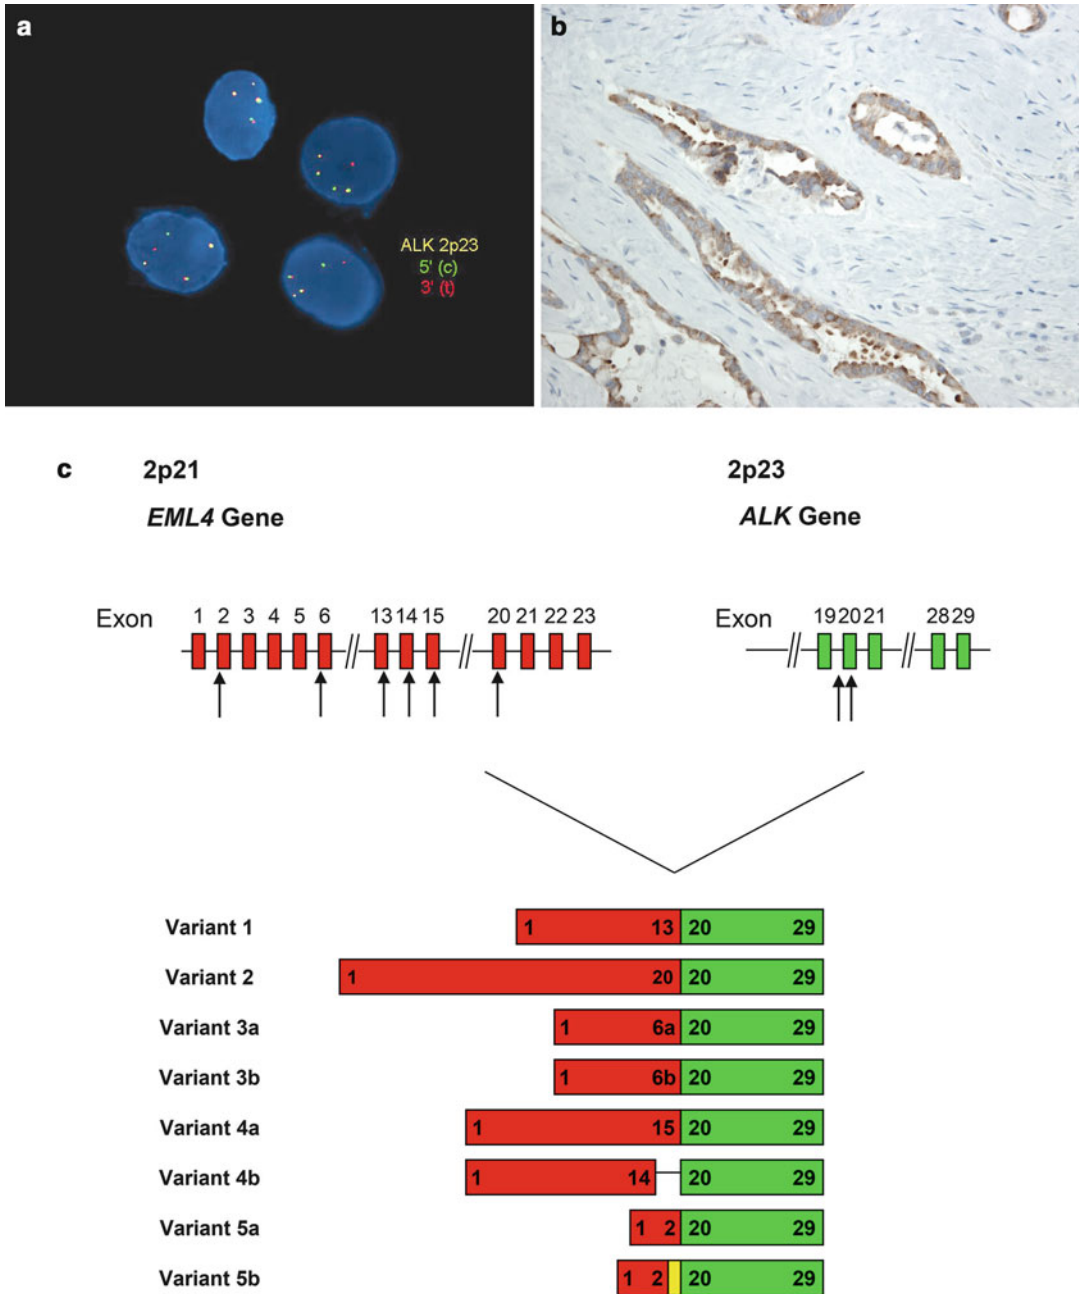 a
b
ALK 2p23
5' (c)
3' (t)
c
2p21
2p23
EML4 Gene
ALK Gene
Exon 1 2 3 4 5 6 13 14 15 20 21 22 23
Exon 19 20 21 28 29
Variant 1 1 13 20 29
Variant 2 1 20 20 29
Variant 3a 1 6a 20 29
Variant 3b 1 6b 20 29
Variant 4a 1 15 20 29
Variant 4b 1 14 20 29
Variant 5a 1 2 20 29
Variant 5b 1 2 20 29